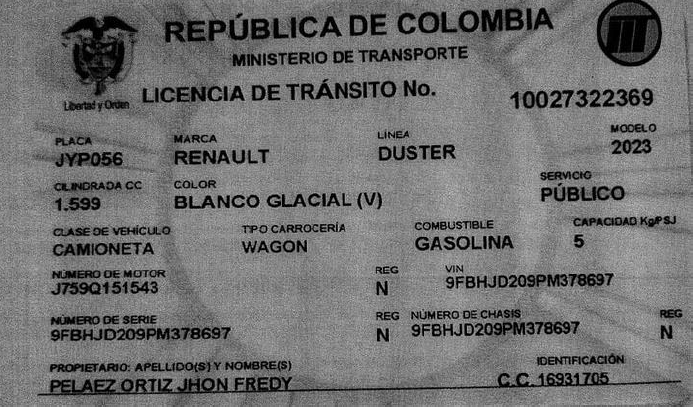 REPÚBLICA DE COLOMBIA
MINISTERIO DE TRANSPORTE
Libertad y Orden
LICENCIA DE TRÁNSITO No. 10027322369
PLACA MARCA LINEA MODELO
JYP056 RENAULT DUSTER 2023
CILINDRADA CC COLOR SERVICIO
1.599 BLANCO GLACIAL (V) PÚBLICO
CLASE DE VEHÍCULO TIPO CARROCERÍA COMBUSTIBLE CAPACIDAD Kg/PSJ
CAMIONETA WAGON GASOLINA 5
NÚMERO DE MOTOR REG VIN
J759Q151543 N 9FBHJD209PM378697
NÚMERO DE SERIE REG NÚMERO DE CHASIS REG
9FBHJD209PM378697 N 9FBHJD209PM378697 N
PROPIETARIO: APELLIDO(S) Y NOMBRE(S) IDENTIFICACIÓN
PELAEZ ORTIZ JHON FREDY C.C. 16931705